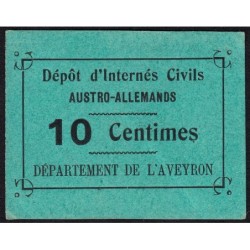 Dépôt d'Internés Civils
AUSTRO-ALLEMANDS
10 Centimes
DÉPARTEMENT DE L'AVEYRON